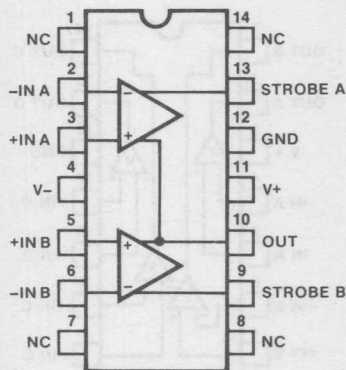 1 14
NC NC
2 13
–IN A STROBE A
3 12
+IN A GND
4 11
V– V+
5 10
+IN B OUT
6 9
–IN B STROBE B
7 8
NC NC
– +
+ –